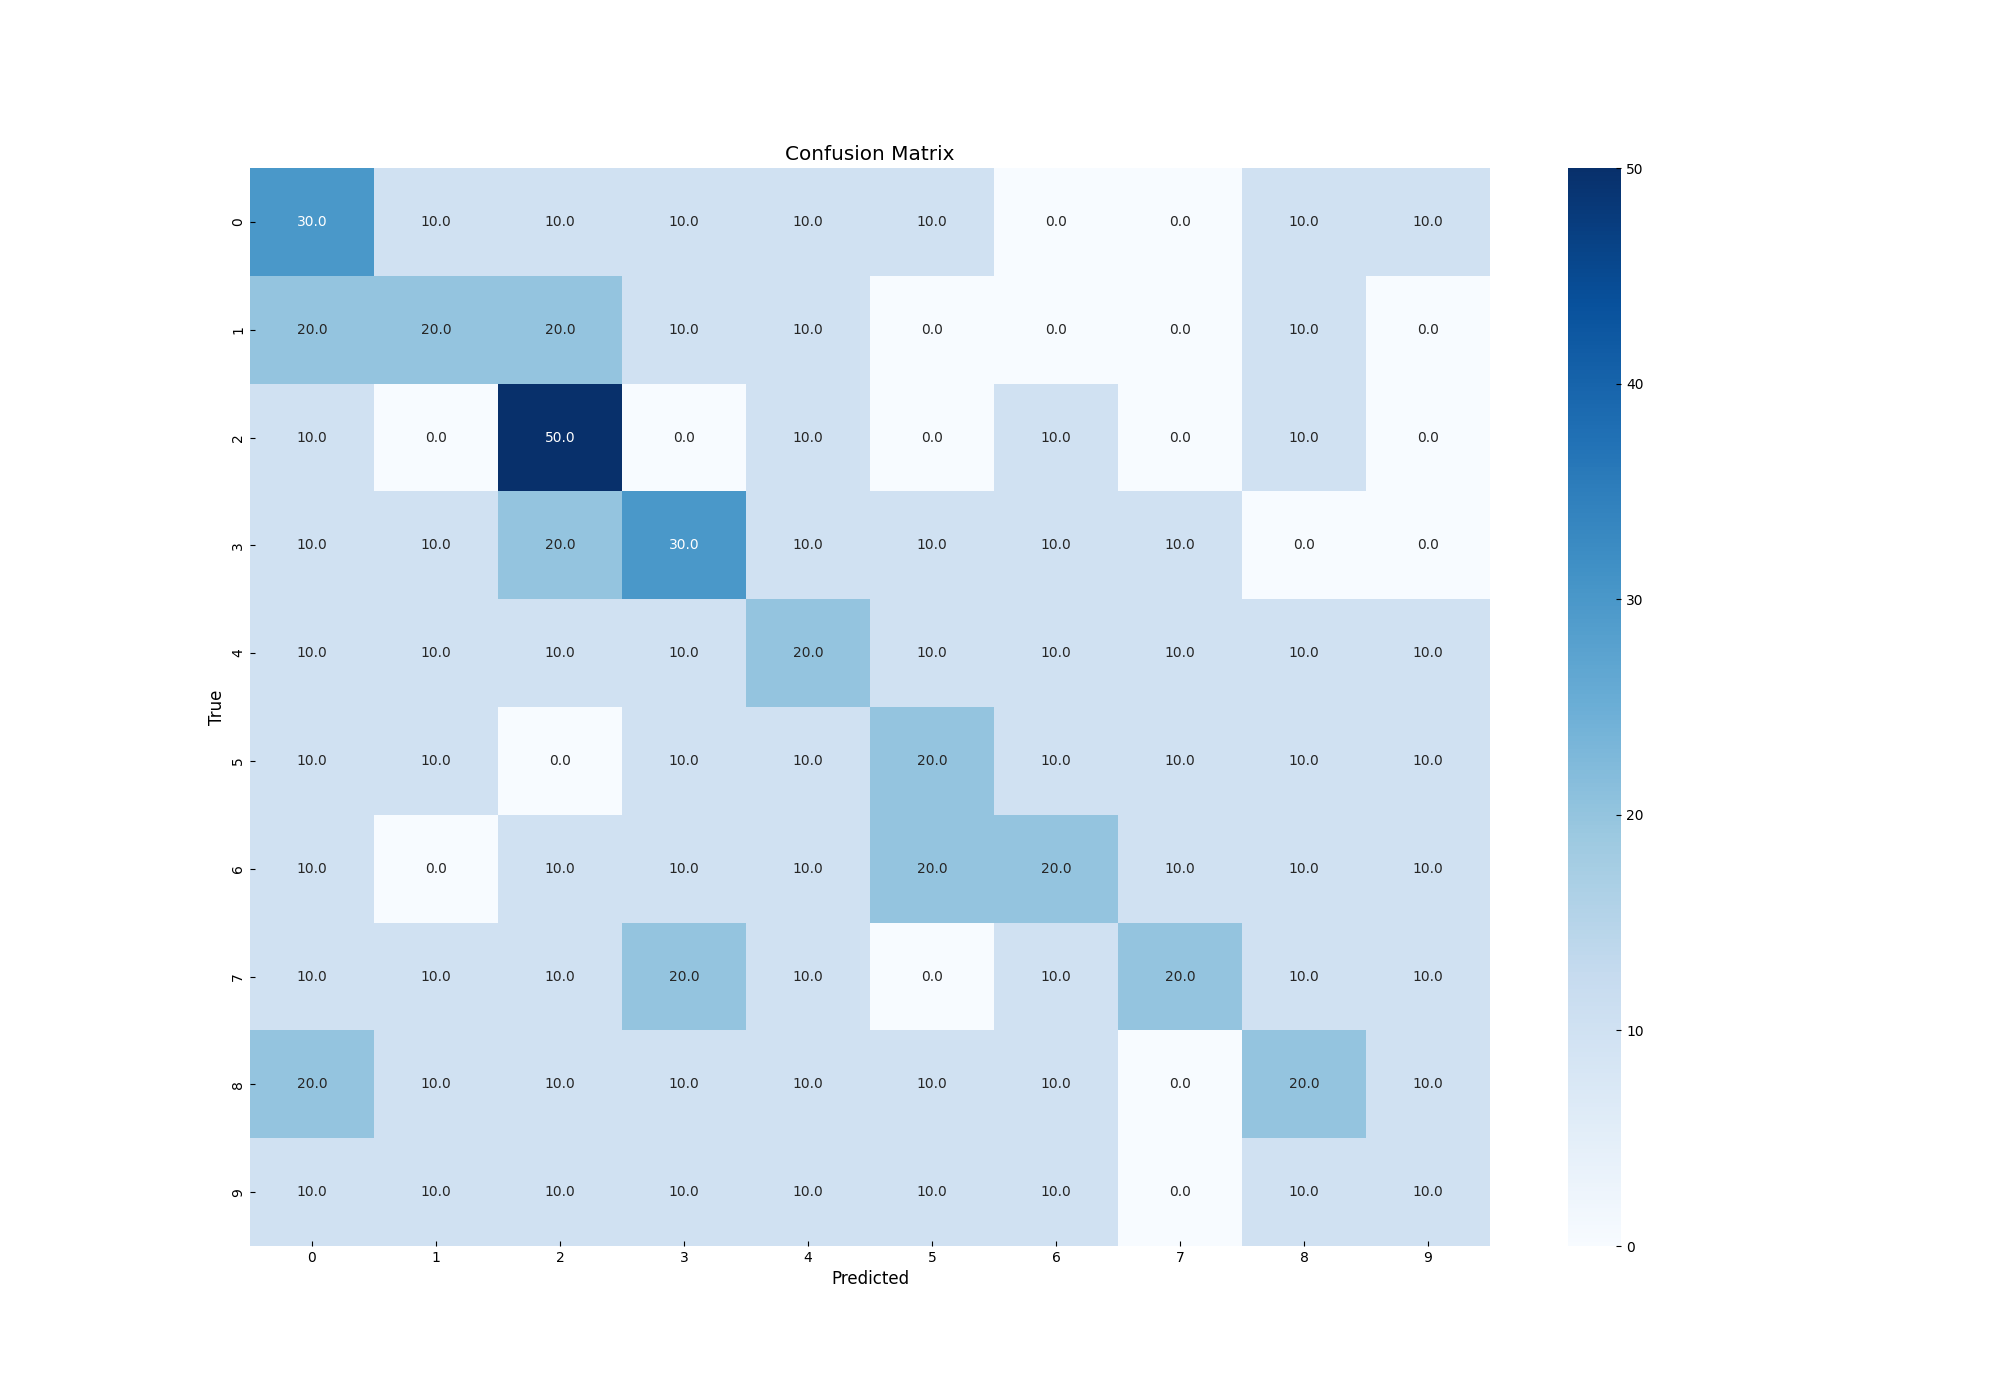 Confusion Matrix
0 30.0 10.0 10.0 10.0 10.0 10.0 0.0 0.0 10.0 10.0
1 20.0 20.0 20.0 10.0 10.0 0.0 0.0 0.0 10.0 0.0
2 10.0 0.0 50.0 0.0 10.0 0.0 10.0 0.0 10.0 0.0
3 10.0 10.0 20.0 30.0 10.0 10.0 10.0 10.0 0.0 0.0
4 10.0 10.0 10.0 10.0 20.0 10.0 10.0 10.0 10.0 10.0
5 10.0 10.0 0.0 10.0 10.0 20.0 10.0 10.0 10.0 10.0
6 10.0 0.0 10.0 10.0 10.0 20.0 20.0 10.0 10.0 10.0
7 10.0 10.0 10.0 20.0 10.0 0.0 10.0 20.0 10.0 10.0
8 20.0 10.0 10.0 10.0 10.0 10.0 10.0 0.0 20.0 10.0
9 10.0 10.0 10.0 10.0 10.0 10.0 10.0 0.0 10.0 10.0
0 1 2 3 4 5 6 7 8 9
Predicted
True
50
40
30
20
10
0